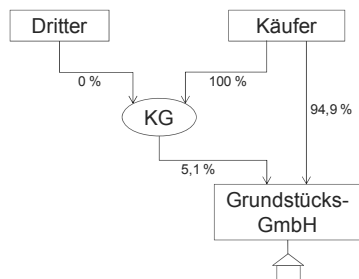 Dritter
Käufer
0 %
100 %
KG
94,9 %
5,1 %
Grundstücks-
GmbH